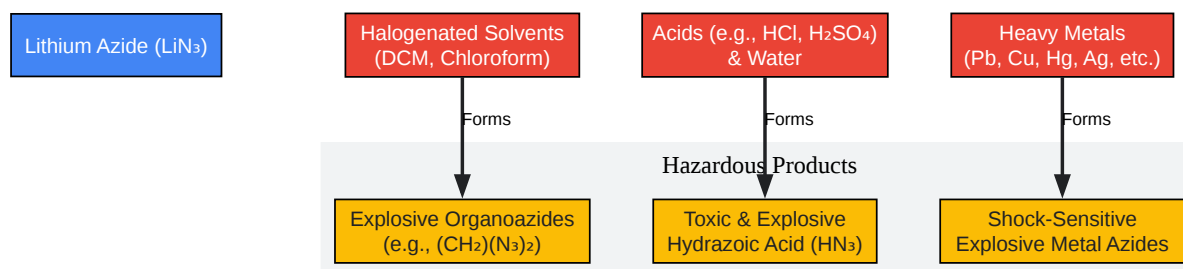 Lithium Azide (LiN₃)
Halogenated Solvents
(DCM, Chloroform)
Acids (e.g., HCl, H₂SO₄)
& Water
Heavy Metals
(Pb, Cu, Hg, Ag, etc.)
Forms
Forms
Forms
Hazardous Products
Explosive Organoazides
(e.g., (CH₂)(N₃)₂)
Toxic & Explosive
Hydrazoic Acid (HN₃)
Shock-Sensitive
Explosive Metal Azides